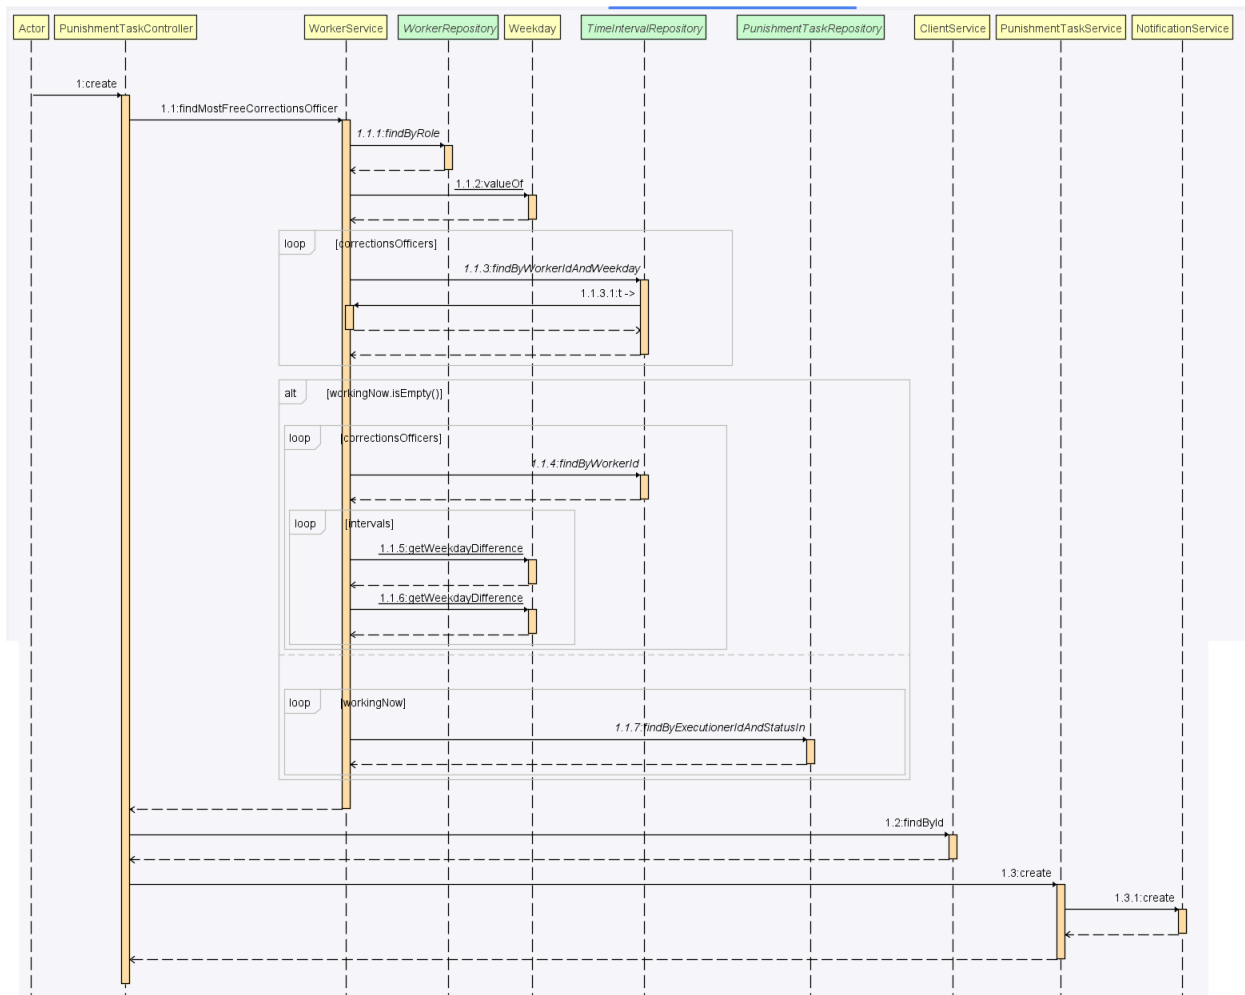 Actor PunishmentTaskController WorkerService WorkerRepository Weekday TimeIntervalRepository PunishmentTaskRepository ClientService PunishmentTaskService NotificationService
1:create
1.1:findMostFreeCorrectionsOfficer
1.1.1:findByRole
1.1.2:valueOf
loop [correctionsOfficers]
1.1.3:findByWorkerIdAndWeekday
1.1.3.1:t ->
alt [workingNow.isEmpty()]
loop [correctionsOfficers]
1.1.4:findByWorkerId
loop [intervals]
1.1.5:getWeekdayDifference
1.1.6:getWeekdayDifference
loop [workingNow]
1.1.7:findByExecutionerIdAndStatusIn
1.2:findById
1.3:create
1.3.1:create